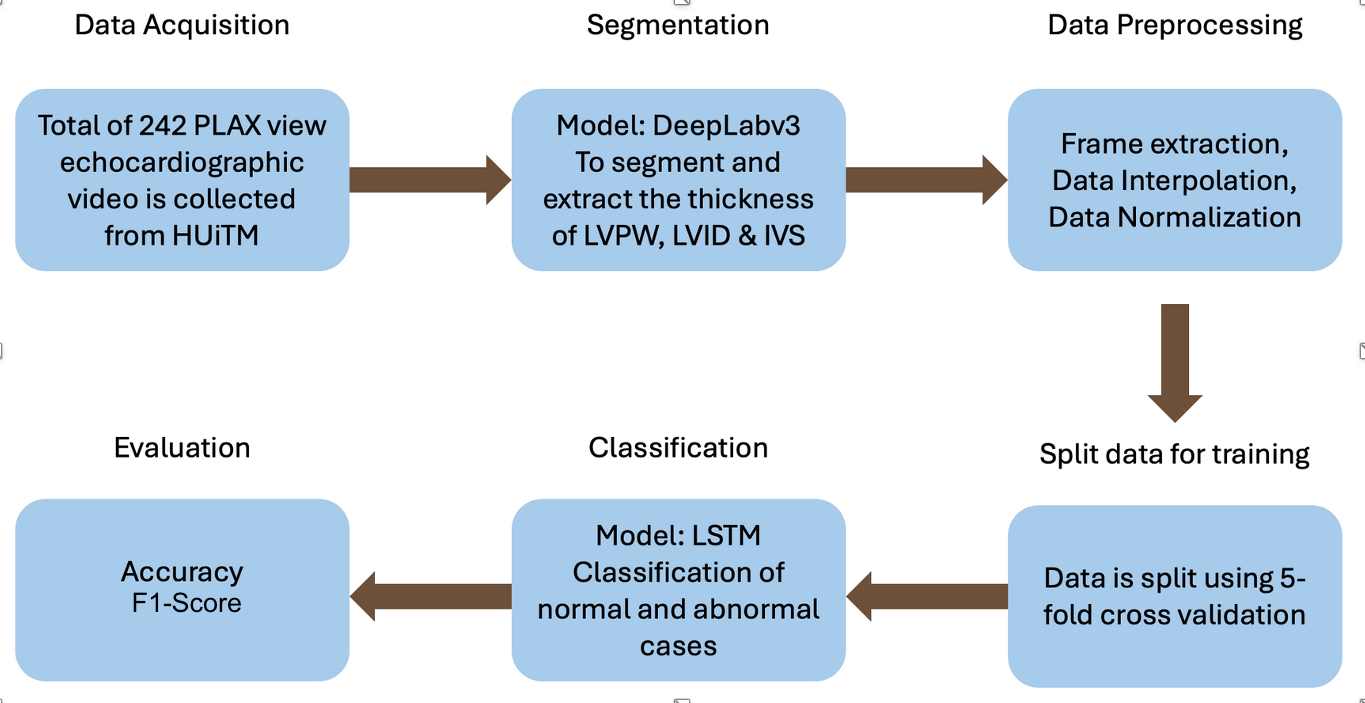 Data Acquisition
Segmentation
Data Preprocessing
Total of 242 PLAX view
echocardiographic
video is collected
from HUiTM
Model: DeepLabv3
To segment and
extract the thickness
of LVPW, LVID & IVS
Frame extraction,
Data Interpolation,
Data Normalization
Split data for training
Data is split using 5-
fold cross validation
Classification
Model: LSTM
Classification of
normal and abnormal
cases
Evaluation
Accuracy
F1-Score